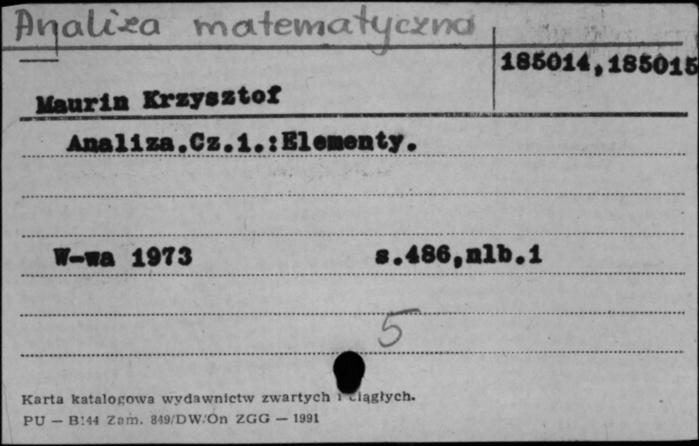 Analiza matematyczna
185014,185015
Maurin Krzysztof
Analiza.Cz.1.:Elementy.
W-wa 1973 s.486,nlb.1
5
Karta katalogowa wydawnictw zwartych i ciągłych.
PU — B144 Zam. 849/DW/On ZGG — 1991